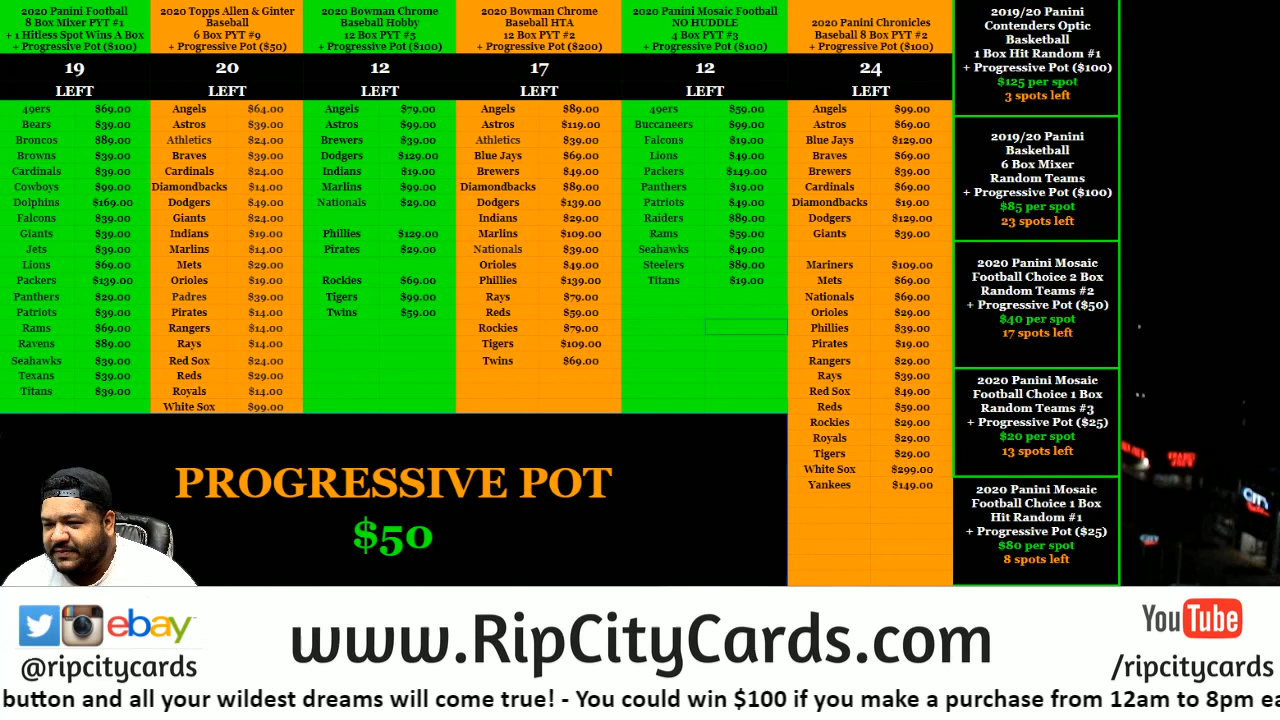 2020 Panini Football
8 Box Mixer PYT #1
+ 1 Hitless Spot Wins A Box
+ Progressive Pot ($100)
19
LEFT
49ers $69.00
Bears $39.00
Broncos $89.00
Browns $39.00
Cardinals $39.00
Cowboys $99.00
Dolphins $169.00
Falcons $39.00
Giants $39.00
Jets $39.00
Lions $69.00
Packers $139.00
Panthers $29.00
Patriots $39.00
Rams $69.00
Ravens $89.00
Seahawks $39.00
Texans $39.00
Titans $39.00
2020 Topps Allen & Ginter
Baseball
6 Box PYT #9
+ Progressive Pot ($50)
20
LEFT
Angels $64.00
Astros $39.00
Athletics $24.00
Braves $39.00
Cardinals $24.00
Diamondbacks $14.00
Dodgers $49.00
Giants $24.00
Indians $19.00
Marlins $14.00
Mets $29.00
Orioles $19.00
Padres $39.00
Pirates $14.00
Rangers $14.00
Rays $14.00
Red Sox $24.00
Reds $29.00
Royals $14.00
White Sox $99.00
2020 Bowman Chrome
Baseball Hobby
12 Box PYT #5
+ Progressive Pot ($100)
12
LEFT
Angels $79.00
Astros $99.00
Brewers $39.00
Dodgers $129.00
Indians $19.00
Marlins $99.00
Nationals $29.00
Phillies $129.00
Pirates $29.00
Rockies $69.00
Tigers $99.00
Twins $59.00
2020 Bowman Chrome
Baseball HTA
12 Box PYT #2
+ Progressive Pot ($200)
17
LEFT
Angels $89.00
Astros $119.00
Athletics $39.00
Blue Jays $69.00
Brewers $49.00
Diamondbacks $89.00
Dodgers $139.00
Indians $29.00
Marlins $109.00
Nationals $39.00
Orioles $49.00
Phillies $139.00
Rays $79.00
Reds $59.00
Rockies $79.00
Tigers $109.00
Twins $69.00
2020 Panini Mosaic Football
NO HUDDLE
4 Box PYT #3
+ Progressive Pot ($100)
12
LEFT
49ers $59.00
Buccaneers $99.00
Falcons $19.00
Lions $49.00
Packers $149.00
Panthers $19.00
Patriots $49.00
Raiders $89.00
Rams $59.00
Seahawks $49.00
Steelers $89.00
Titans $19.00
2020 Panini Chronicles
Baseball 8 Box PYT #2
+ Progressive Pot ($100)
24
LEFT
Angels $99.00
Astros $69.00
Blue Jays $129.00
Braves $69.00
Brewers $39.00
Cardinals $69.00
Diamondbacks $19.00
Dodgers $129.00
Giants $39.00
Mariners $109.00
Mets $69.00
Nationals $69.00
Orioles $29.00
Phillies $39.00
Pirates $19.00
Rangers $29.00
Rays $39.00
Red Sox $49.00
Reds $59.00
Rockies $29.00
Royals $29.00
Tigers $29.00
White Sox $299.00
Yankees $149.00
2019/20 Panini
Contenders Optic
Basketball
1 Box Hit Random #1
+ Progressive Pot ($100)
$125 per spot
3 spots left
2019/20 Panini
Basketball
6 Box Mixer
Random Teams
+ Progressive Pot ($100)
$85 per spot
23 spots left
2020 Panini Mosaic
Football Choice 2 Box
Random Teams #2
+ Progressive Pot ($50)
$40 per spot
17 spots left
2020 Panini Mosaic
Football Choice 1 Box
Random Teams #3
+ Progressive Pot ($25)
$20 per spot
13 spots left
2020 Panini Mosaic
Football Choice 1 Box
Hit Random #1
+ Progressive Pot ($25)
$80 per spot
8 spots left
PROGRESSIVE POT
$50
ebay
@ripcitycards
www.RipCityCards.com
YouTube
/ripcitycards
button and all your wildest dreams will come true! - You could win $100 if you make a purchase from 12am to 8pm ea